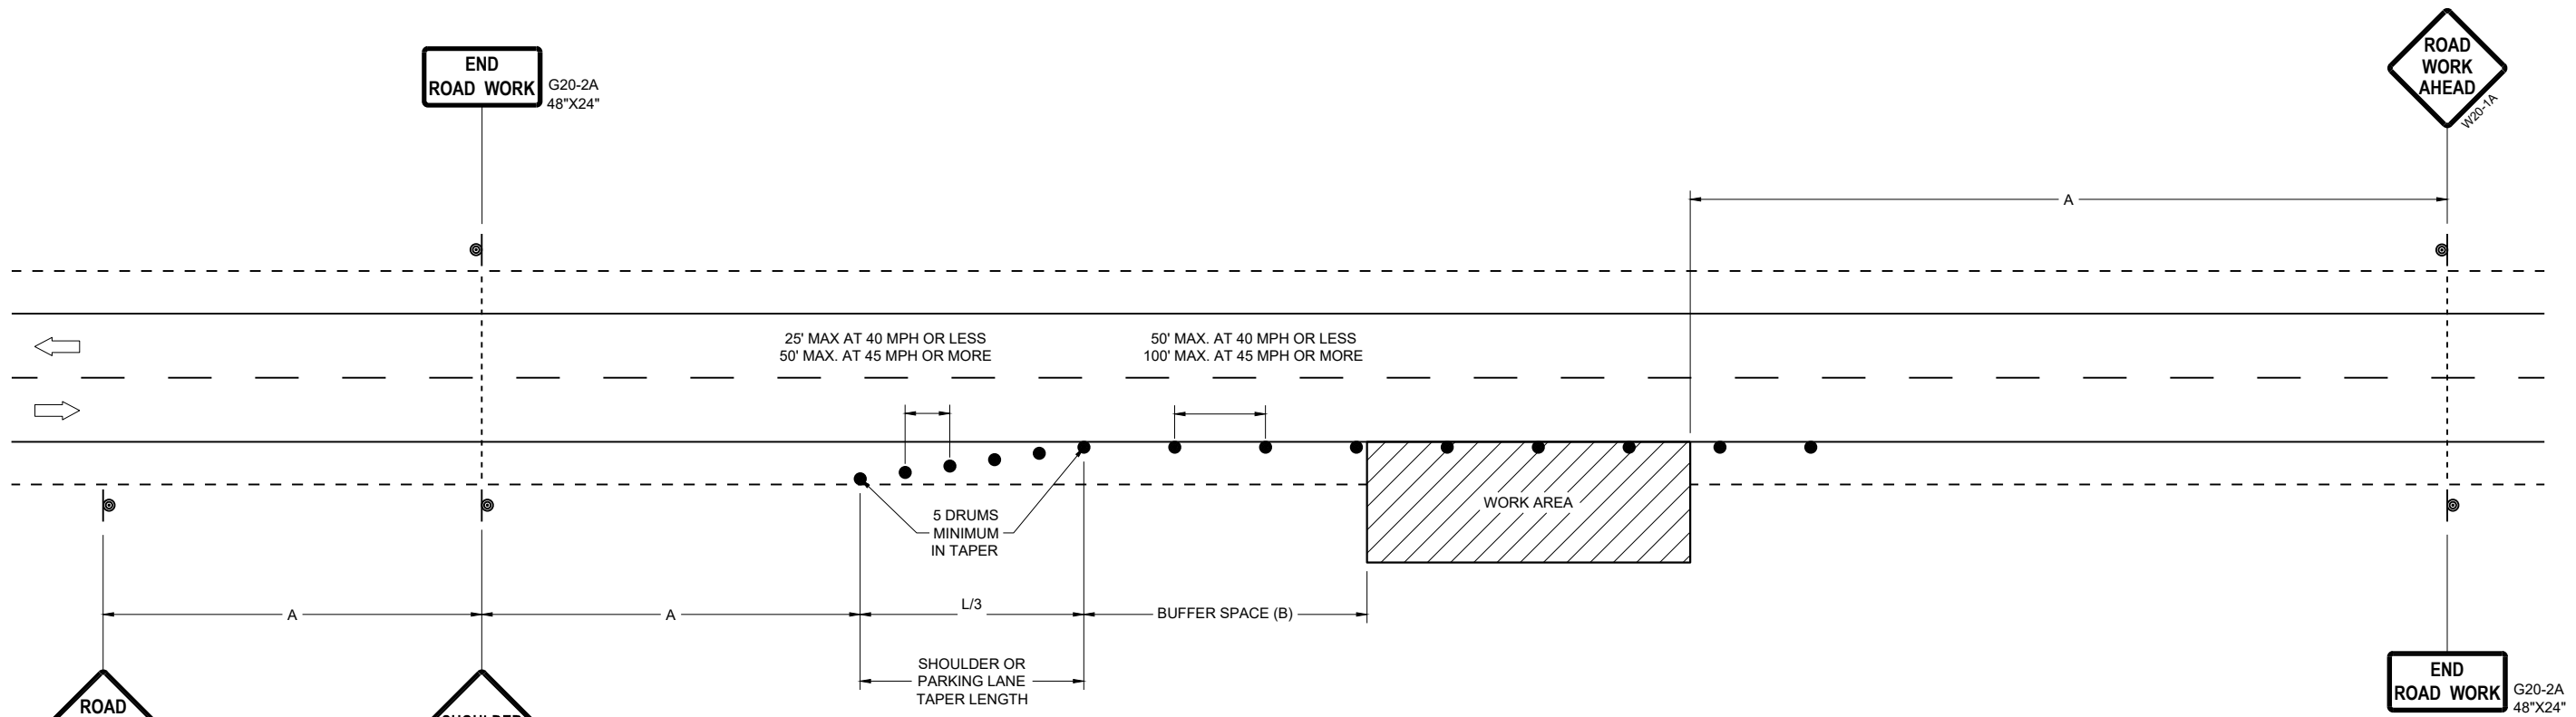 END
ROAD WORK
G20-2A
48"X24"
ROAD
WORK
AHEAD
W20-1A
A
25' MAX AT 40 MPH OR LESS
50' MAX. AT 45 MPH OR MORE
50' MAX. AT 40 MPH OR LESS
100' MAX. AT 45 MPH OR MORE
5 DRUMS
MINIMUM
IN TAPER
WORK AREA
A
A
L/3
BUFFER SPACE (B)
SHOULDER OR
PARKING LANE
TAPER LENGTH
ROAD
SHOULDER
END
ROAD WORK
G20-2A
48"X24"